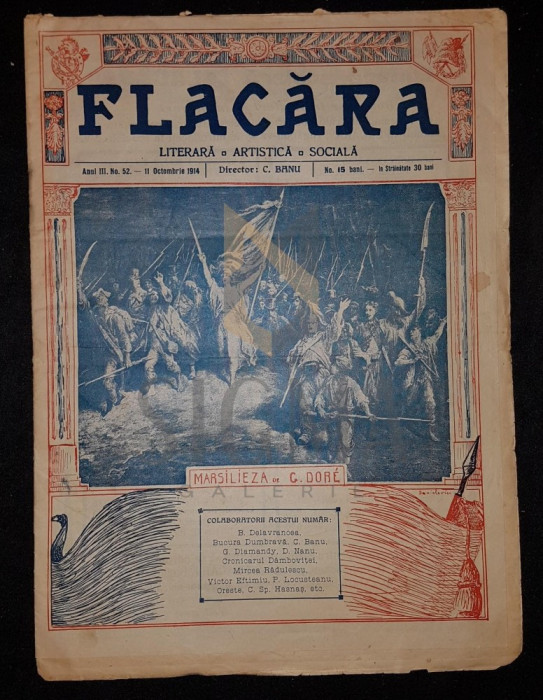 FLACĂRA
LITERARĂ ▫ ARTISTICĂ ▫ SOCIALĂ
Anul III. No. 52. — 11 Octombrie 1914 | Director: C. BANU | No. 15 bani. — In Străinătate 30 bani
MARSILIEZA DE G. DORÉ
GALERIE
COLABORATORII ACESTUI NUMĂR:
B. Delavrancea,
Bucura Dumbravă, C. Banu,
G. Diamandy, D. Nanu,
Cronicarul Dâmboviței,
Mircea Rădulescu,
Victor Eftimiu, P. Locusteanu,
Oreste, C. Sp. Hasnaș, etc.